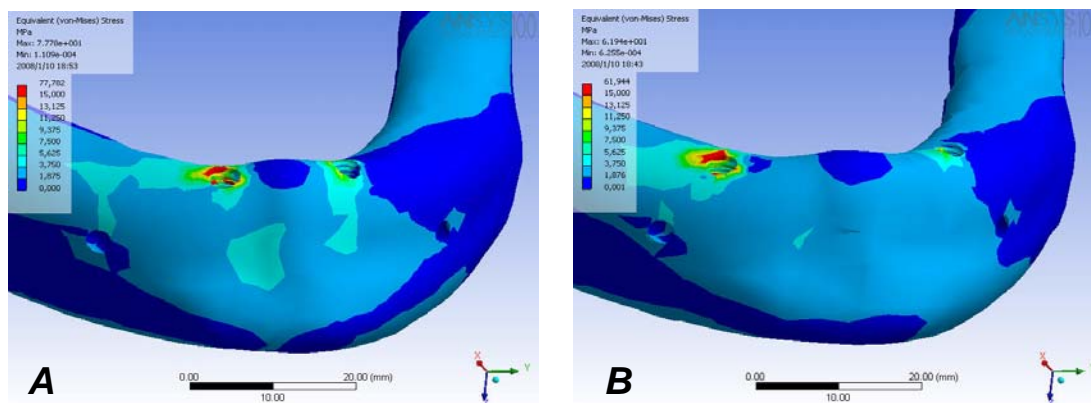 Equivalent (von-Mises) Stress
MPa
Max: 7.778e+001
Min: 1.109e-004
2008/1/10 18:53
77,782
15,000
13,125
11,250
9,375
7,500
5,625
3,750
1,875
0,000
X
Y
0.00
20.00 (mm)
10.00
A
Equivalent (von-Mises) Stress
MPa
Max: 6.194e+001
Min: 6.255e-004
2008/1/10 18:43
61,944
15,000
13,125
11,250
9,375
7,500
5,625
3,750
1,876
0,001
X
Y
0.00
20.00 (mm)
10.00
B